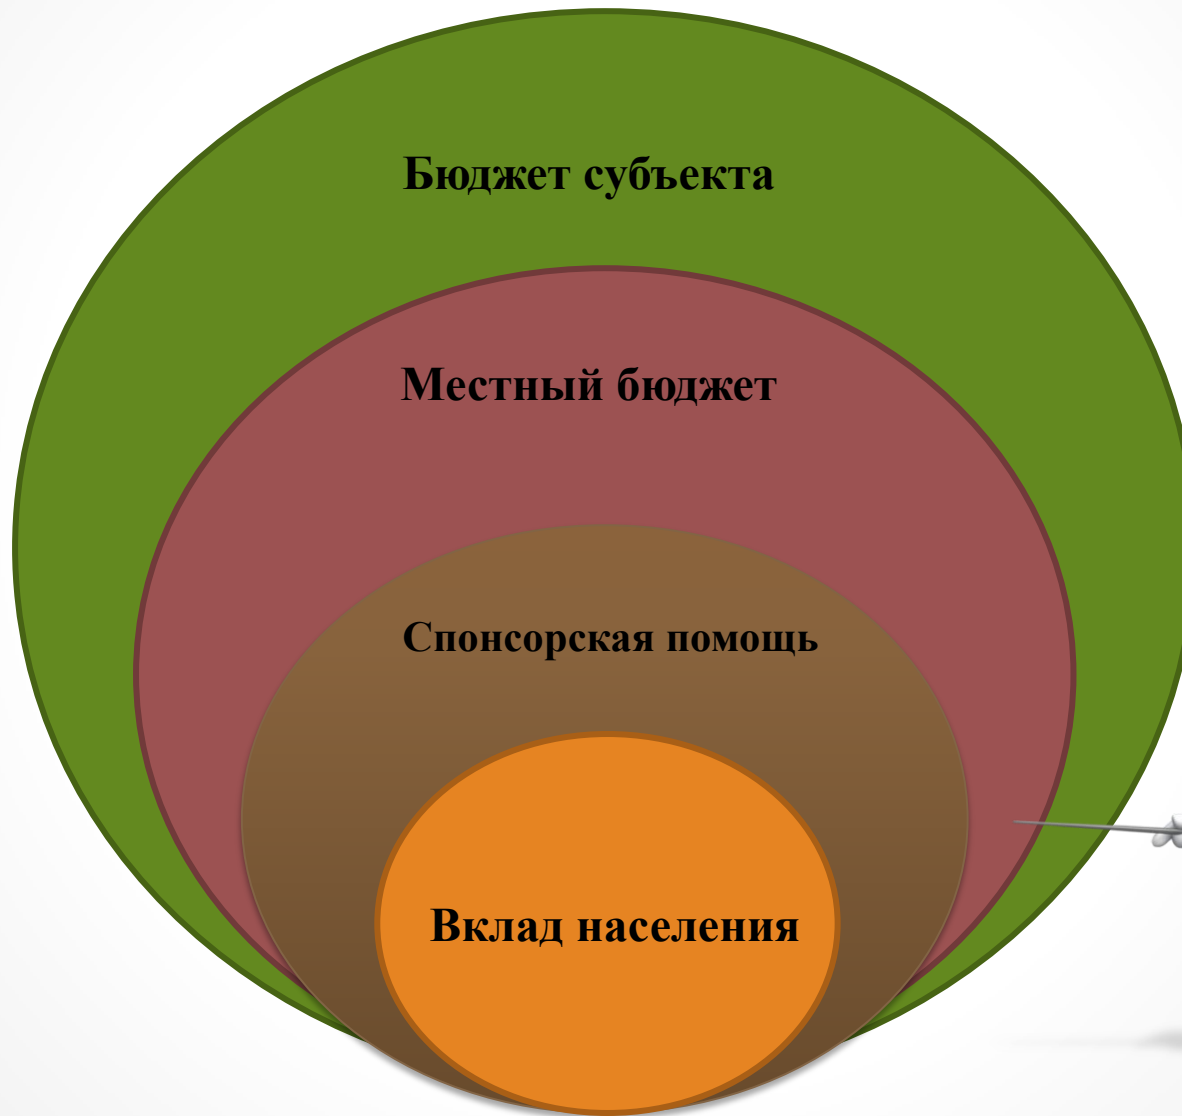 Бюджет субъекта
Местный бюджет
Спонсорская помощь
Вклад населения